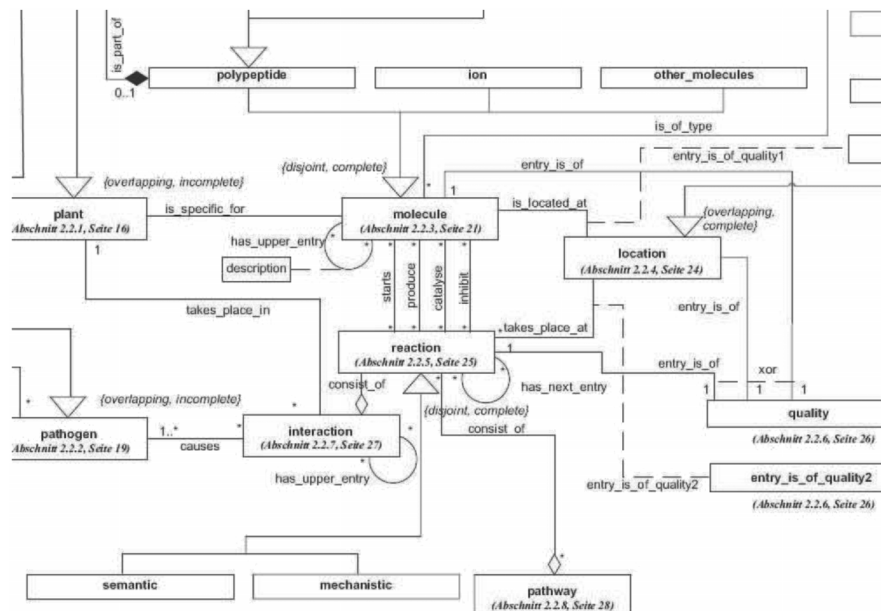 is_part_of
0..1
polypeptide
ion
other_molecules
is_of_type
{overlapping, incomplete}
{disjoint, complete}
*
1
entry_is_of
entry_is_of_quality1
plant
(Abschnitt 2.2.1, Seite 16)
is_specific_for
molecule
(Abschnitt 2.2.3, Seite 21)
is_located_at
{overlapping,
complete}
1
has_upper_entry
*
*
*
*
*
*
location
(Abschnitt 2.2.4, Seite 24)
description
starts
produce
catalyse
inhibit
takes_place_in
entry_is_of
*
*
*
*
*
takes_place_at
reaction
(Abschnitt 2.2.5, Seite 25)
1
entry_is_of
xor
consist_of
*
*
*
*
has_next_entry
1
1
1
*
{overlapping, incomplete}
*
{disjoint, complete}
quality
(Abschnitt 2.2.6, Seite 26)
pathogen
(Abschnitt 2.2.2, Seite 19)
1..*
*
causes
interaction
(Abschnitt 2.2.7, Seite 27)
*
consist_of
*
has_upper_entry
entry_is_of_quality2
entry_is_of_quality2
(Abschnitt 2.2.6, Seite 26)
*
semantic
mechanistic
pathway
(Abschnitt 2.2.8, Seite 28)